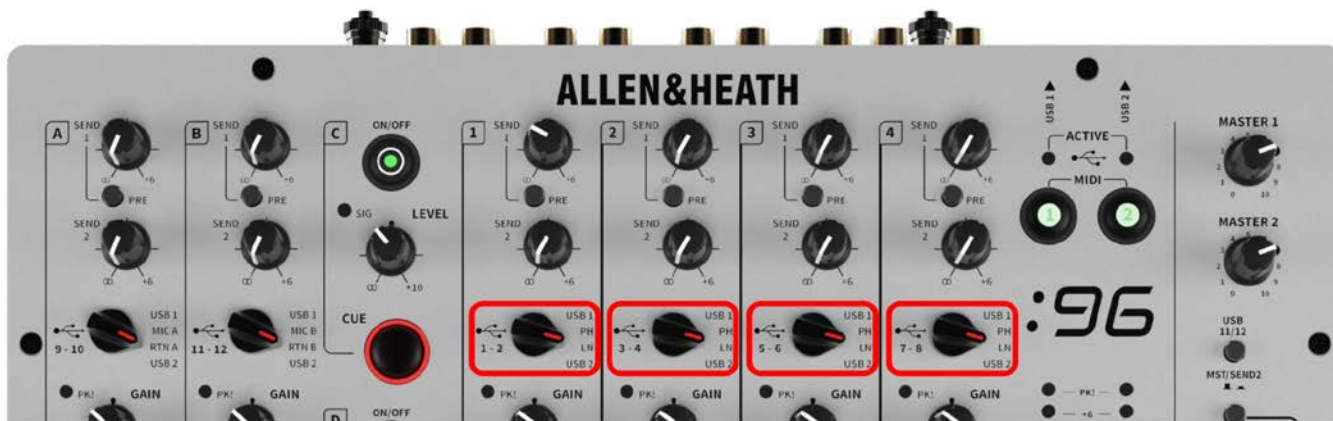 ALLEN&HEATH
A
SEND
1
∞
+6
PRE
SEND
2
∞
+6
9 - 10
USB 1
MIC A
RTN A
USB 2
PK!
GAIN
B
SEND
1
∞
+6
PRE
SEND
2
∞
+6
11 - 12
USB 1
MIC B
RTN B
USB 2
PK!
GAIN
C
ON/OFF
SIG
LEVEL
∞
+10
CUE
D
ON/OFF
1
SEND
1
∞
+6
PRE
SEND
2
∞
+6
1 - 2
USB 1
PH
LN
USB 2
PK!
GAIN
2
SEND
1
∞
+6
PRE
SEND
2
∞
+6
3 - 4
USB 1
PH
LN
USB 2
PK!
GAIN
3
SEND
1
∞
+6
PRE
SEND
2
∞
+6
5 - 6
USB 1
PH
LN
USB 2
PK!
GAIN
4
SEND
1
∞
+6
PRE
SEND
2
∞
+6
7 - 8
USB 1
PH
LN
USB 2
PK!
GAIN
USB 1
USB 2
ACTIVE
MIDI
1
2
:96
PK!
+6
MASTER 1
0
10
MASTER 2
0
10
USB
11/12
MST/SEND2